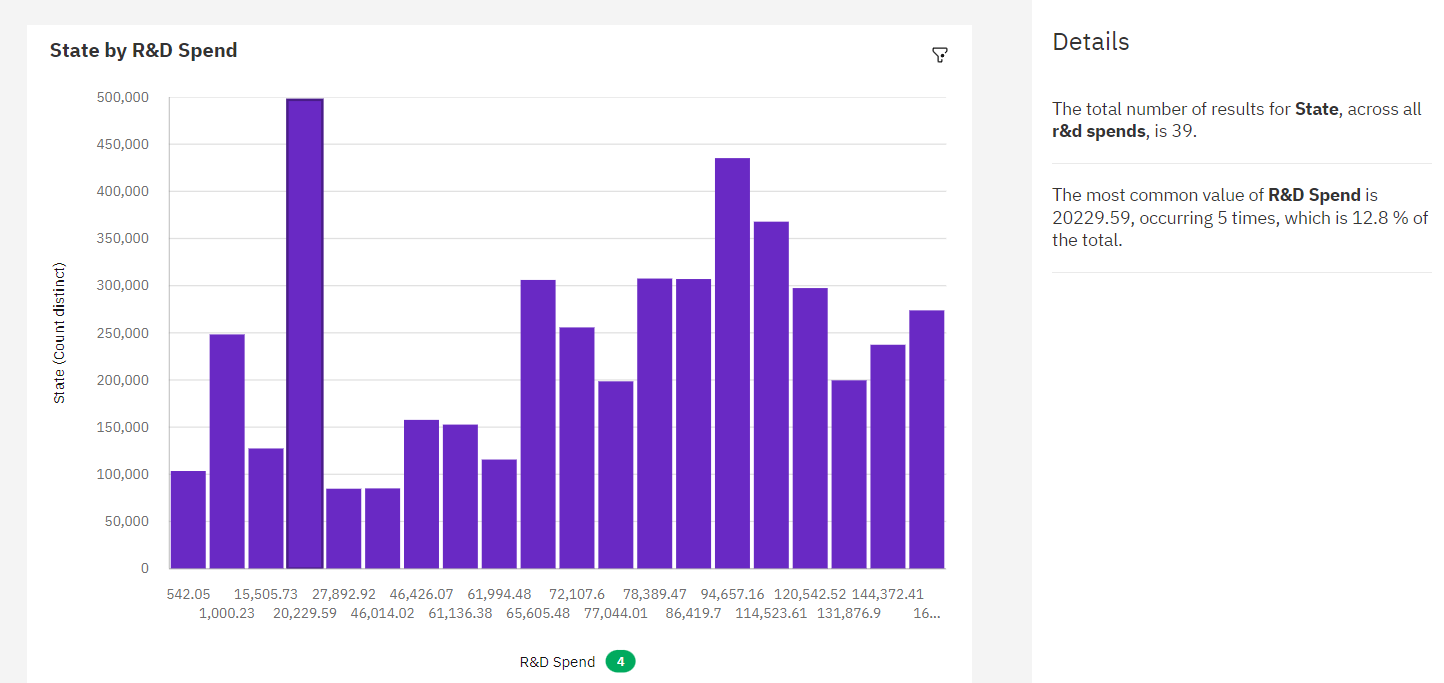 State by R&D Spend
500,000
450,000
400,000
350,000
300,000
250,000
200,000
150,000
100,000
50,000
0
State (Count distinct)
542.05 15,505.73 27,892.92 46,426.07 61,994.48 72,107.6 78,389.47 94,657.16 120,542.52 144,372.41
1,000.23 20,229.59 46,014.02 61,136.38 65,605.48 77,044.01 86,419.7 114,523.61 131,876.9 16...
R&D Spend 4
Details
The total number of results for State, across all
r&d spends, is 39.
The most common value of R&D Spend is
20229.59, occurring 5 times, which is 12.8 % of
the total.